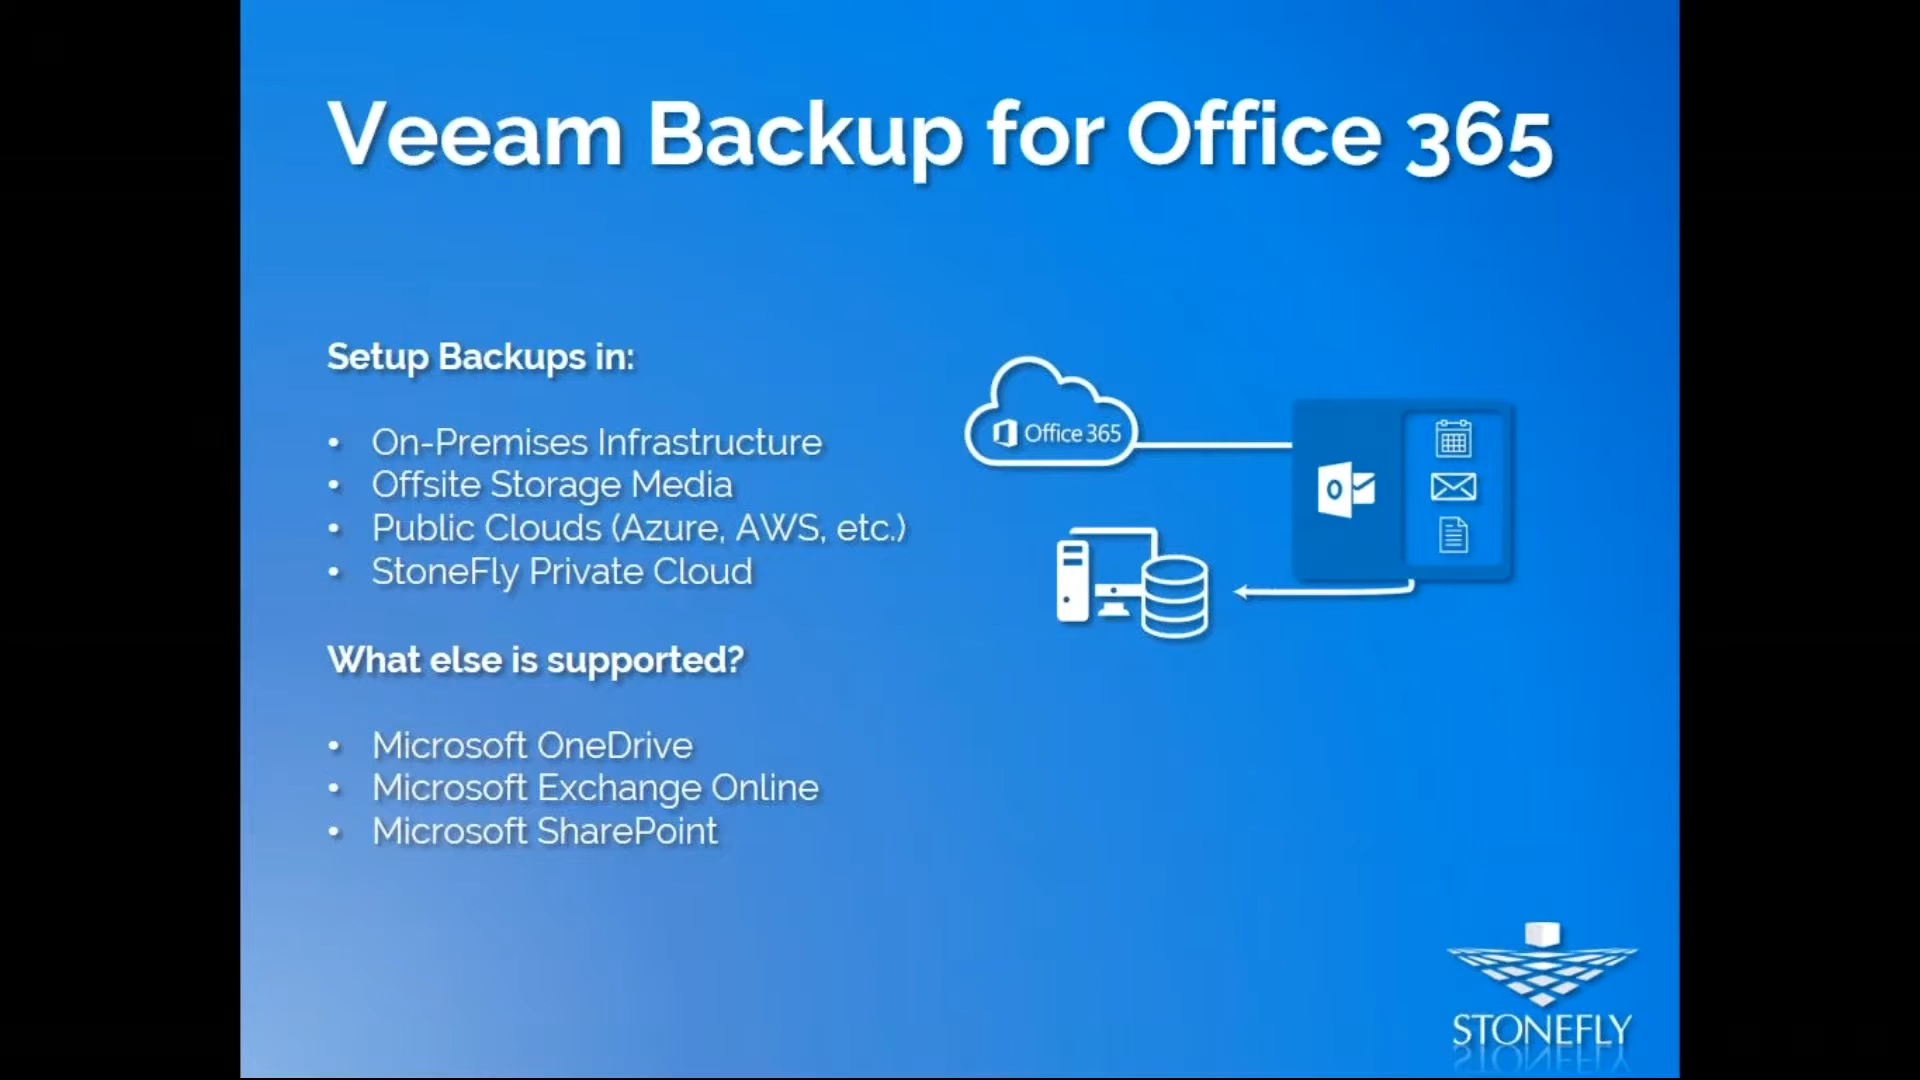 Veeam Backup for Office 365
Setup Backups in:
• On-Premises Infrastructure
• Offsite Storage Media
• Public Clouds (Azure, AWS, etc.)
• StoneFly Private Cloud
What else is supported?
• Microsoft OneDrive
• Microsoft Exchange Online
• Microsoft SharePoint
Office 365
O
STONEFLY